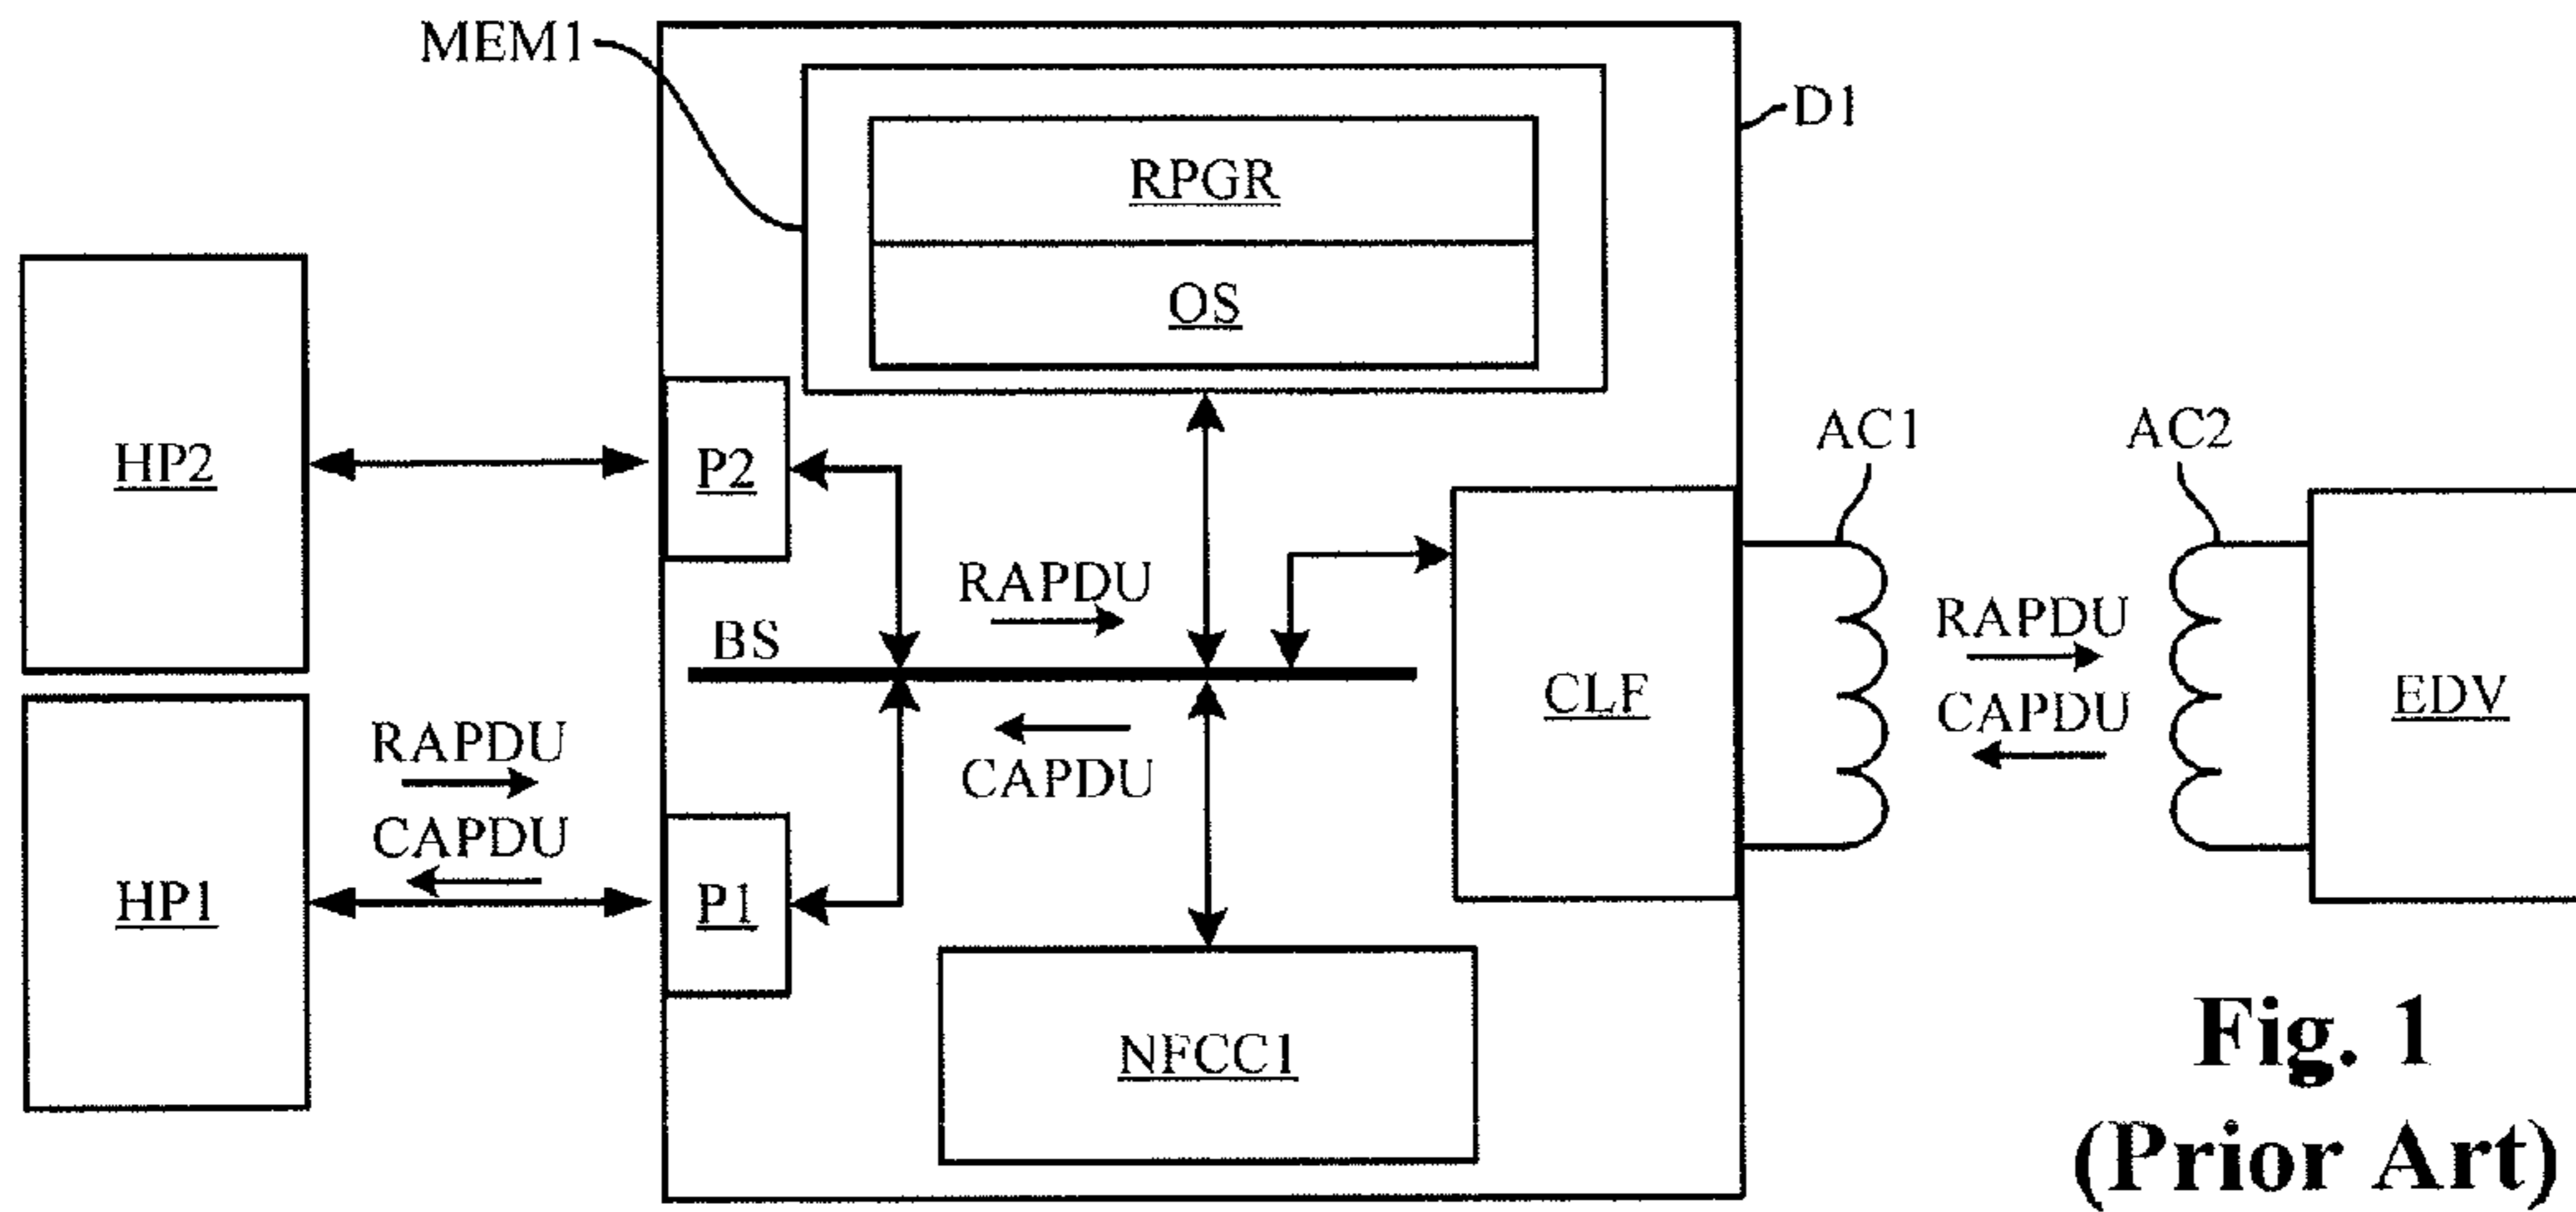 MEM1
D1
RPGR
OS
HP2
P2
AC1
AC2
RAPDU
BS
CAPDU
CLF
RAPDU
CAPDU
EDV
RAPDU
CAPDU
HP1
P1
NFCC1
Fig. 1
(Prior Art)